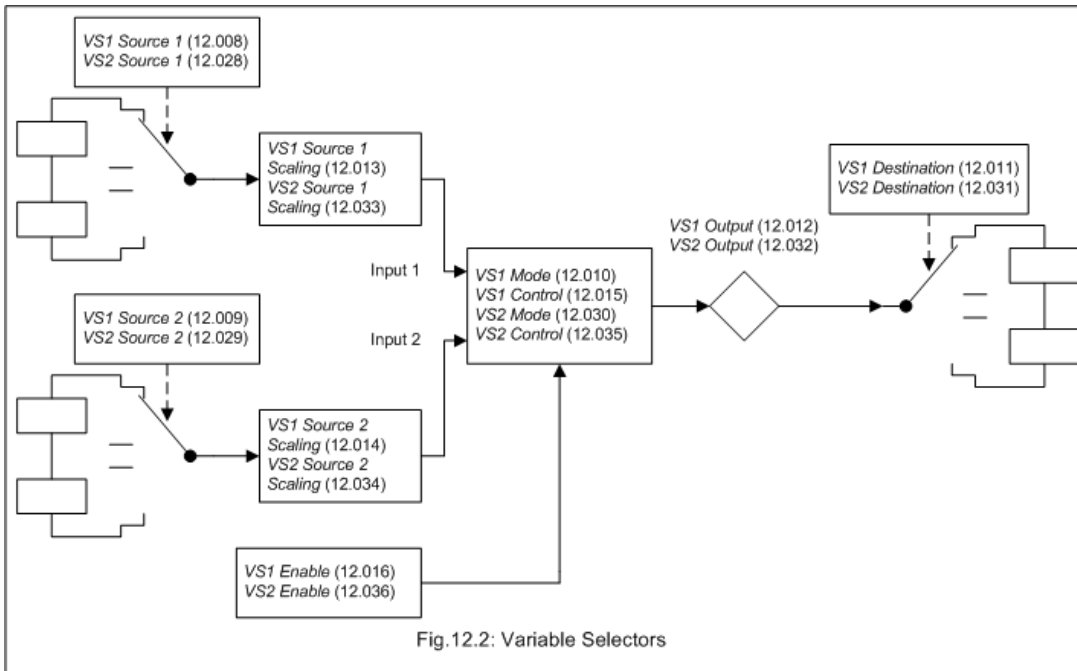 VS1 Source 1 (12.008)
VS2 Source 1 (12.028)
VS1 Source 1
Scaling (12.013)
VS2 Source 1
Scaling (12.033)
VS1 Destination (12.011)
VS2 Destination (12.031)
VS1 Output (12.012)
VS2 Output (12.032)
Input 1
VS1 Mode (12.010)
VS1 Control (12.015)
VS2 Mode (12.030)
VS2 Control (12.035)
VS1 Source 2 (12.009)
VS2 Source 2 (12.029)
Input 2
VS1 Source 2
Scaling (12.014)
VS2 Source 2
Scaling (12.034)
VS1 Enable (12.016)
VS2 Enable (12.036)
Fig.12.2: Variable Selectors